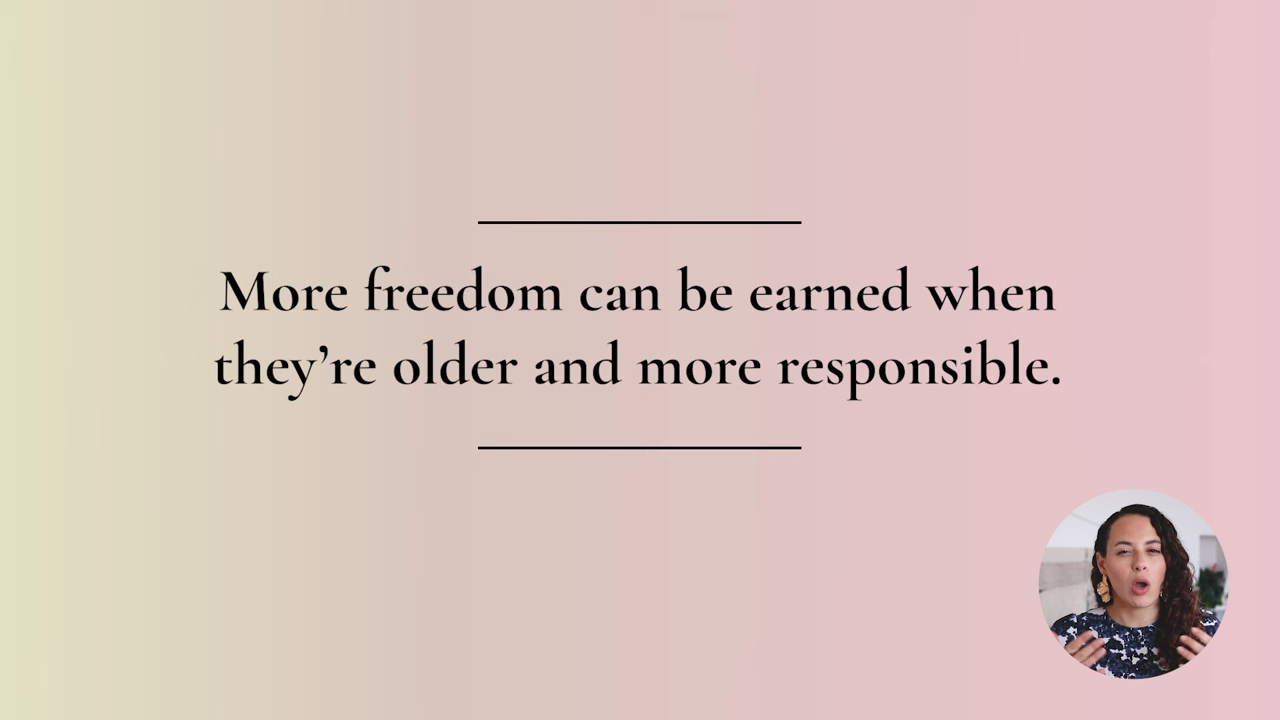 More freedom can be earned when
they’re older and more responsible.